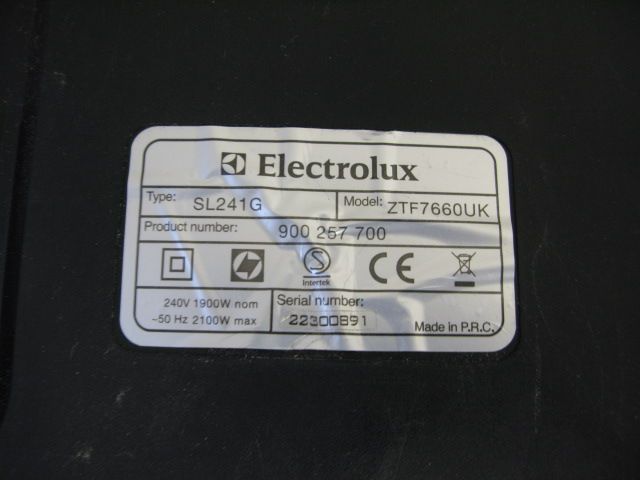 Electrolux
Type: SL241G Model: ZTF7660UK
Product number: 900 257 700
S
Intertek
CE
240V 1900W nom
~50 Hz 2100W max
Serial number:
22300891
Made in P.R.C.